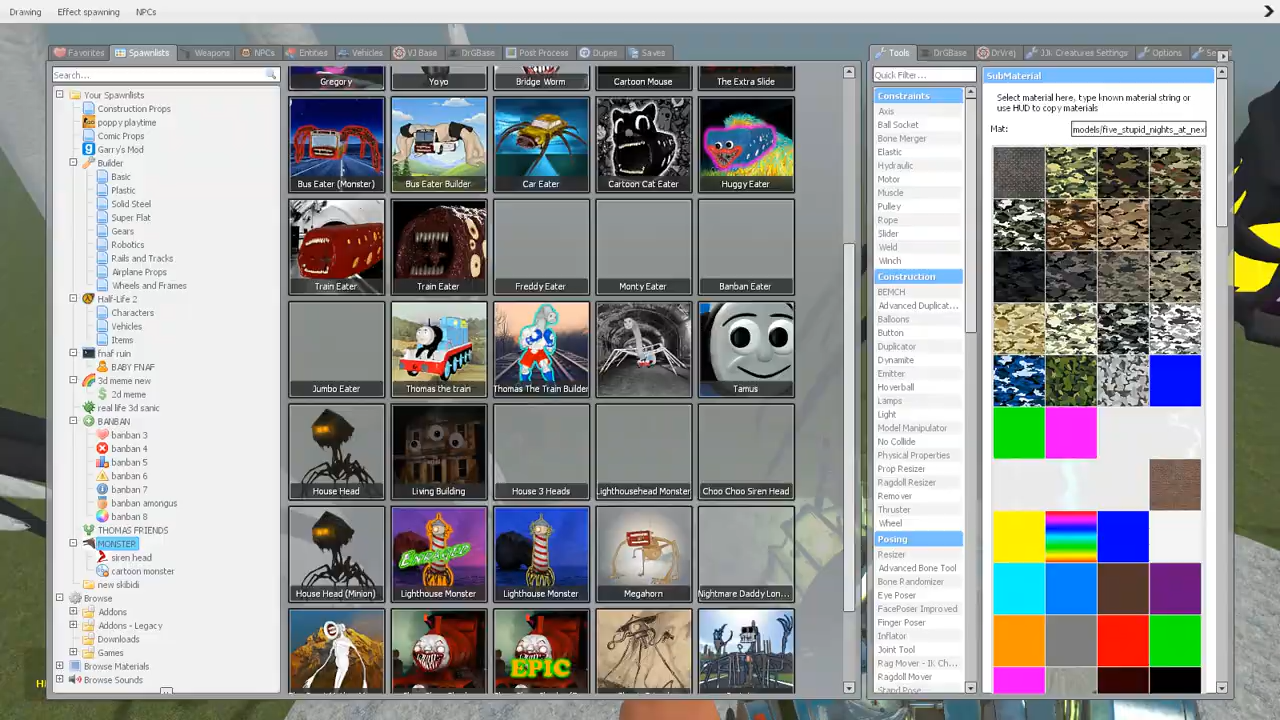 Drawing Effect spawning NPCs
Favorites Spawnlists Weapons NPCs Entities Vehicles VJ Base DrGBase Post Process Dupes Saves
Search...
Your Spawnlists
Construction Props
poppy playtime
Comic Props
Garry's Mod
Builder
Basic
Plastic
Solid Steel
Super Flat
Gears
Robotics
Rails and Tracks
Airplane Props
Wheels and Frames
Half-Life 2
Characters
Vehicles
Items
fnaf ruin
BABY FNAF
3d meme new
2d meme
real life 3d sanic
BANBAN
banban 3
banban 4
banban 5
banban 6
banban 7
banban amongus
banban 8
THOMAS FRIENDS
MONSTER
siren head
cartoon monster
new skibidi
Browse
Addons
Addons - Legacy
Downloads
Games
Browse Materials
Browse Sounds
Gregory Yoyo Bridge Worm Cartoon Mouse The Extra Slide
Bus Eater (Monster) Bus Eater Builder Car Eater Cartoon Cat Eater Huggy Eater
Train Eater Train Eater Freddy Eater Monty Eater Banban Eater
Jumbo Eater Thomas the train Thomas The Train Builder Tamus
House Head Living Building House 3 Heads Lighthousehead Monster Choo Choo Siren Head
ENTRAGED
House Head (Minion) Lighthouse Monster Lighthouse Monster Megahorn Nightmare Daddy Lon...
EPIC
Tools DrGBase DrVrej JJk Creatures Settings Options
Quick Filter...
Constraints
Axis
Ball Socket
Bone Merger
Elastic
Hydraulic
Motor
Muscle
Pulley
Rope
Slider
Weld
Winch
Construction
BEMCH
Advanced Duplicat...
Balloons
Button
Duplicator
Dynamite
Emitter
Hoverball
Lamps
Light
Model Manipulator
No Collide
Physical Properties
Prop Resizer
Ragdoll Resizer
Remover
Thruster
Wheel
Posing
Resizer
Advanced Bone Tool
Bone Randomizer
Eye Poser
FacePoser Improved
Finger Poser
Inflator
Joint Tool
Rag Mover - IK Ch...
Ragdoll Mover
Stand Pose
SubMaterial
Select material here, type known material string or
use HUD to copy materials
Mat: models/five_stupid_nights_at_nex